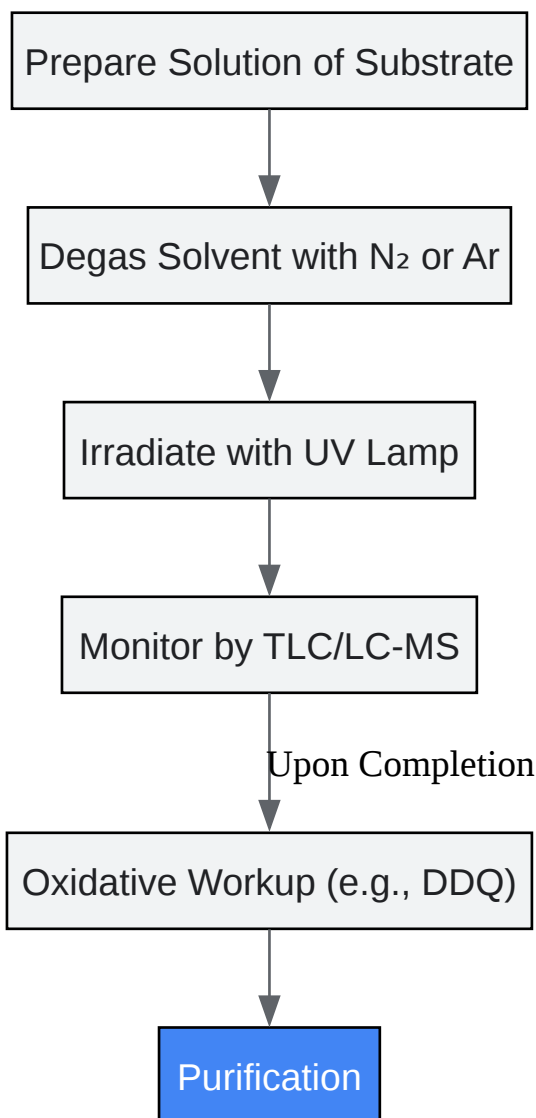 Prepare Solution of Substrate
Degas Solvent with N₂ or Ar
Irradiate with UV Lamp
Monitor by TLC/LC-MS
Upon Completion
Oxidative Workup (e.g., DDQ)
Purification